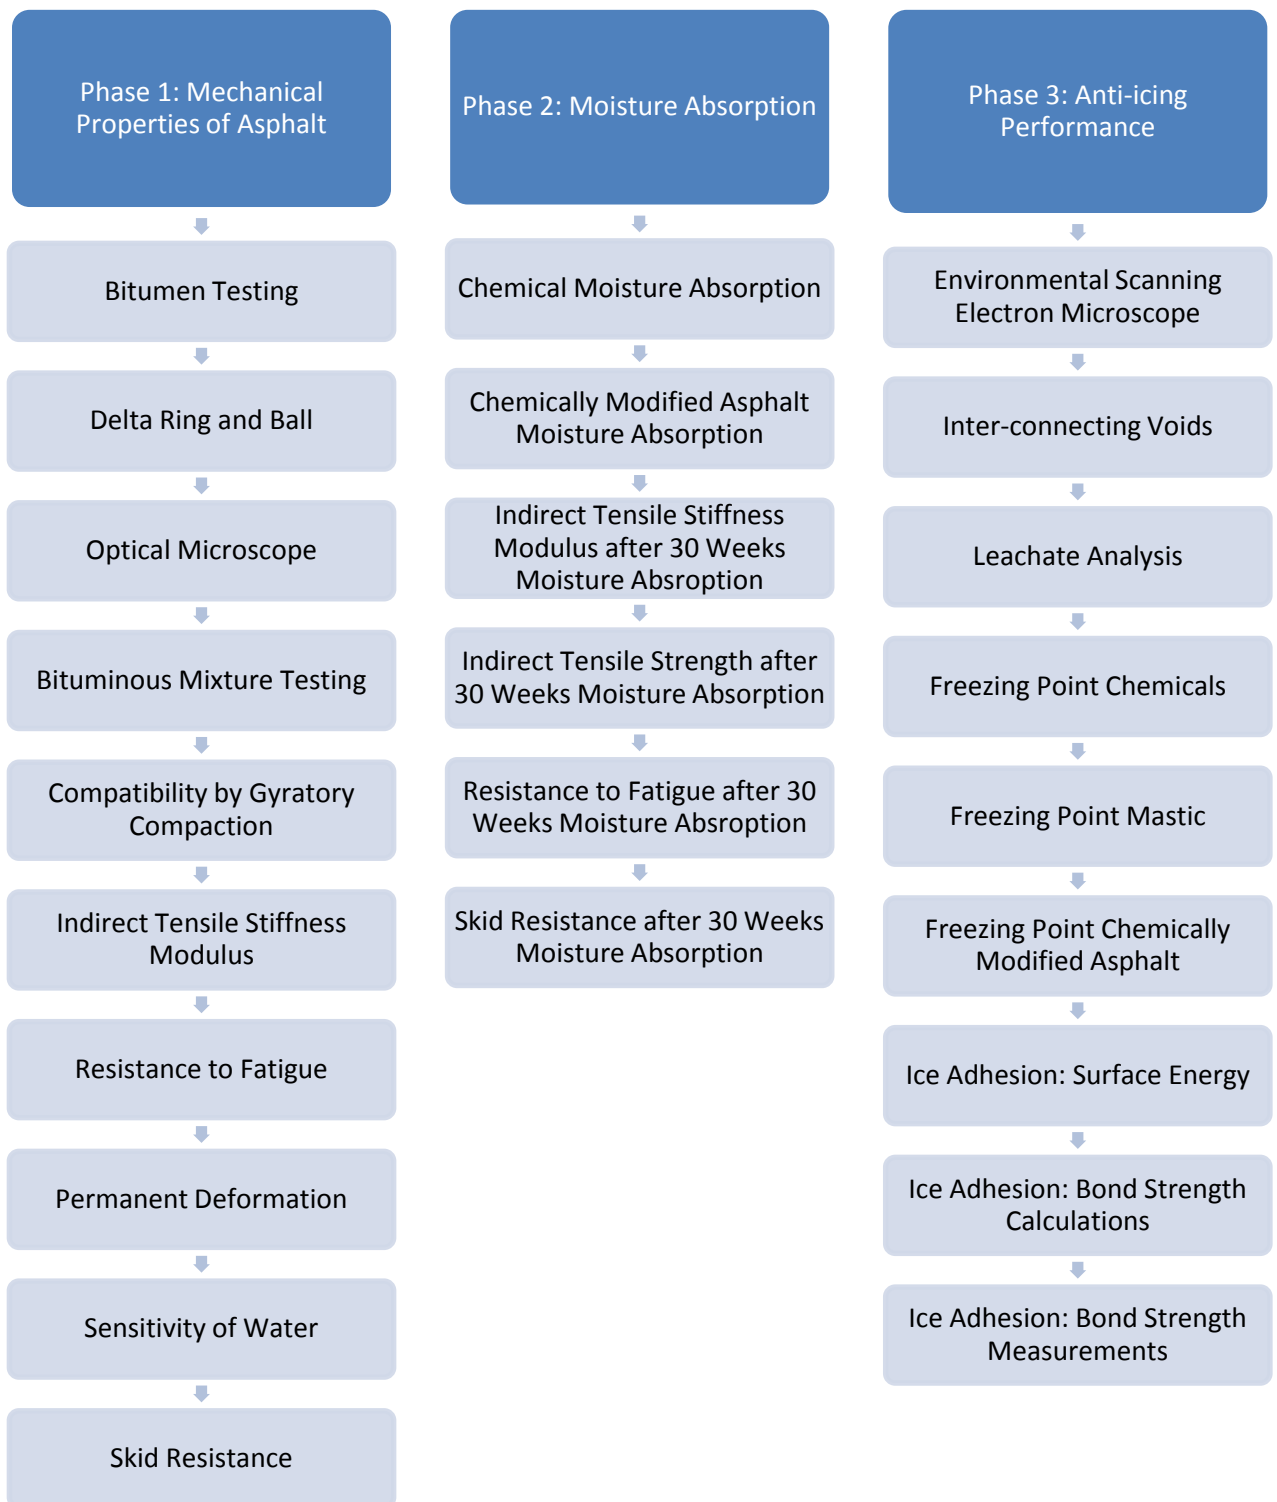 Phase 1: Mechanical
Properties of Asphalt
Bitumen Testing
Delta Ring and Ball
Optical Microscope
Bituminous Mixture Testing
Compatibility by Gyratory
Compaction
Indirect Tensile Stiffness
Modulus
Resistance to Fatigue
Permanent Deformation
Sensitivity of Water
Skid Resistance
Phase 2: Moisture Absorption
Chemical Moisture Absorption
Chemically Modified Asphalt
Moisture Absorption
Indirect Tensile Stiffness
Modulus after 30 Weeks
Moisture Absroption
Indirect Tensile Strength after
30 Weeks Moisture Absorption
Resistance to Fatigue after 30
Weeks Moisture Absroption
Skid Resistance after 30 Weeks
Moisture Absorption
Phase 3: Anti-icing
Performance
Environmental Scanning
Electron Microscope
Inter-connecting Voids
Leachate Analysis
Freezing Point Chemicals
Freezing Point Mastic
Freezing Point Chemically
Modified Asphalt
Ice Adhesion: Surface Energy
Ice Adhesion: Bond Strength
Calculations
Ice Adhesion: Bond Strength
Measurements